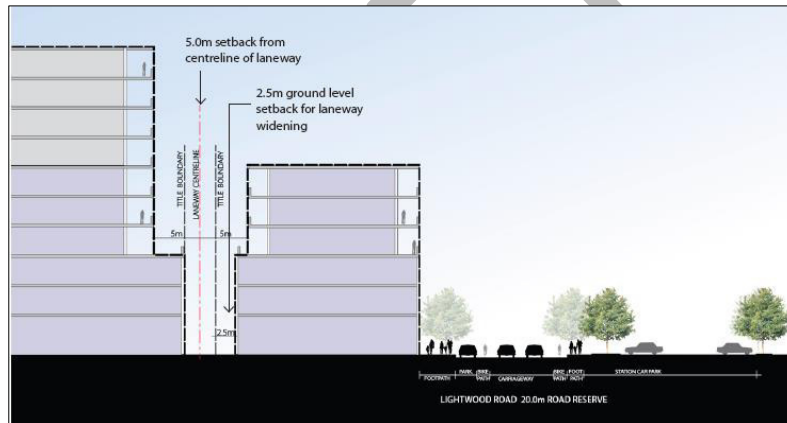 5.0m setback from
centreline of laneway
2.5m ground level
setback for laneway
widening
TITLE BOUNDARY
LANEWAY CENTRELINE
TITLE BOUNDARY
5m
5m
2.5m
FOOTPATH
PARK
BIKE
PATH
CARRIAGEWAY
BIKE
PATH
FOOT
PATH
STATION CAR PARK
LIGHTWOOD ROAD 20.0m ROAD RESERVE